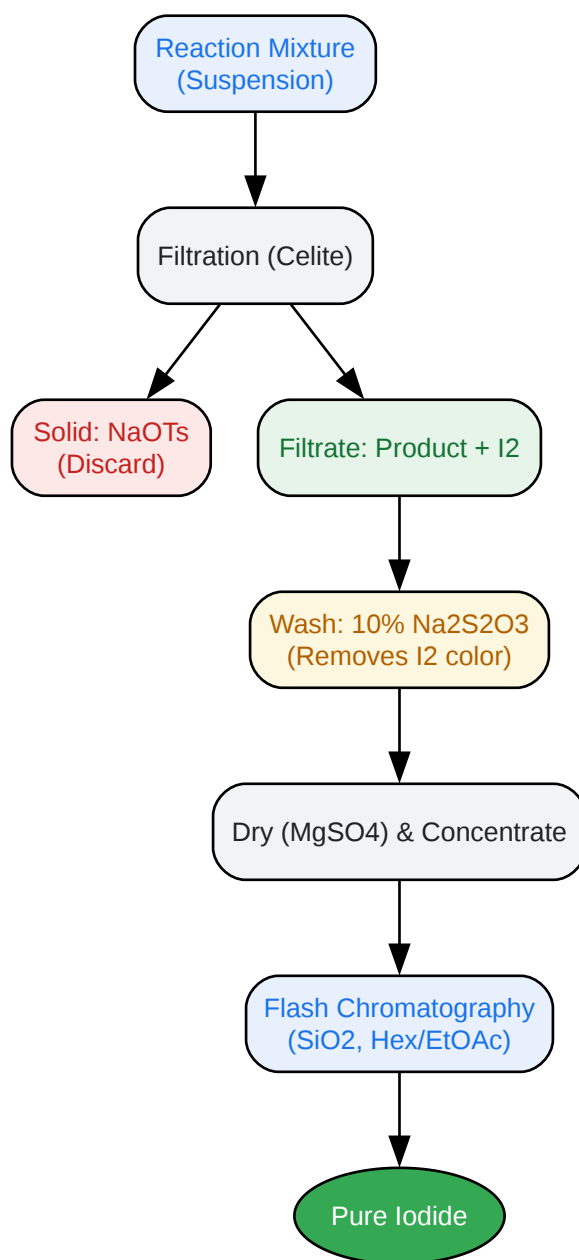 Reaction Mixture
(Suspension)
Filtration (Celite)
Solid: NaOTs
(Discard)
Filtrate: Product + I2
Wash: 10% Na2S2O3
(Removes I2 color)
Dry (MgSO4) & Concentrate
Flash Chromatography
(SiO2, Hex/EtOAc)
Pure Iodide